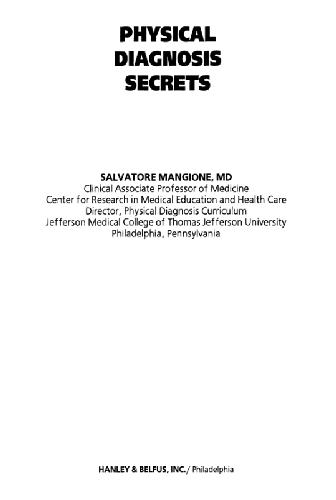 PHYSICAL
DIAGNOSIS
SECRETS
SALVATORE MANGIONE, MD
Clinical Associate Professor of Medicine
Center for Research in Medical Education and Health Care
Director, Physical Diagnosis Curriculum
Jefferson Medical College of Thomas Jefferson University
Philadelphia, Pennsylvania
HANLEY & BELFUS, INC./ Philadelphia